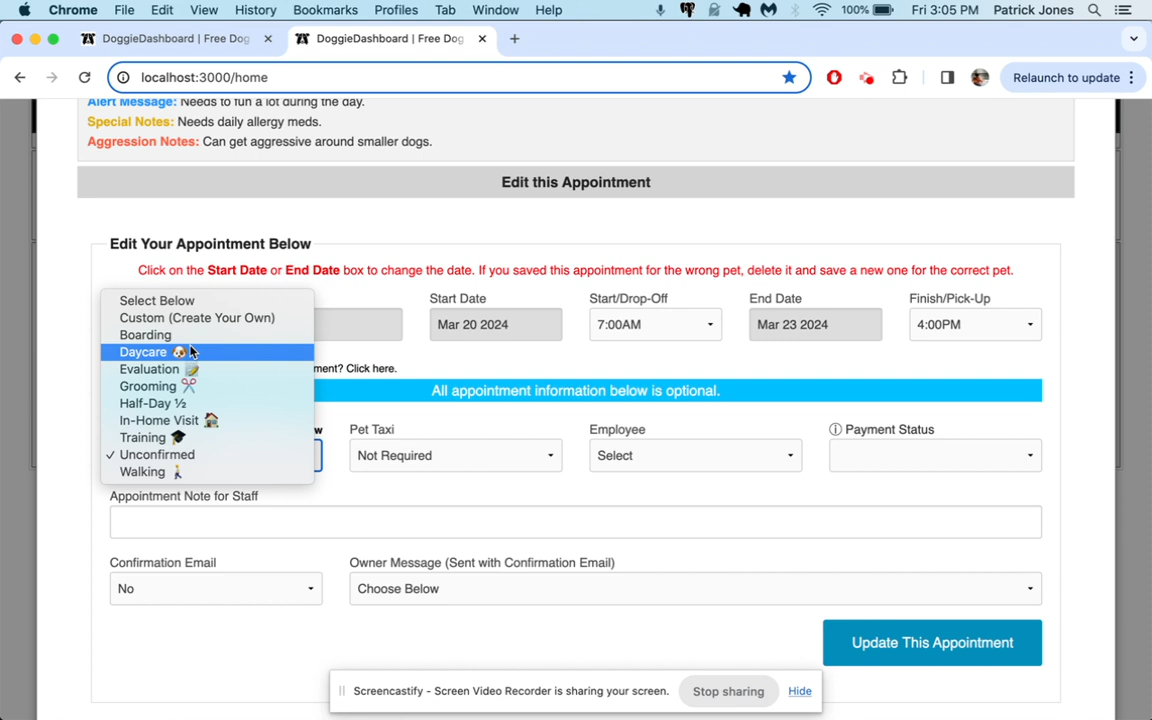 Chrome File Edit View History Bookmarks Profiles Tab Window Help 100% Fri 3:05 PM Patrick Jones
DoggieDashboard | Free Dog DoggieDashboard | Free Dog
localhost:3000/home Relaunch to update
Alert Message: Needs to fun a lot during the day.
Special Notes: Needs daily allergy meds.
Aggression Notes: Can get aggressive around smaller dogs.
Edit this Appointment
Edit Your Appointment Below
Click on the Start Date or End Date box to change the date. If you saved this appointment for the wrong pet, delete it and save a new one for the correct pet.
Start Date Start/Drop-Off End Date Finish/Pick-Up
Mar 20 2024 7:00AM Mar 23 2024 4:00PM
Select Below
Custom (Create Your Own)
Boarding
Daycare 🐶
Evaluation 📝
Grooming ✂️
Half-Day ½
In-Home Visit 🏠
Training 🎓
✓ Unconfirmed
Walking 🚶
ment? Click here.
All appointment information below is optional.
Pet Taxi Employee ⓘ Payment Status
Not Required Select
Appointment Note for Staff
Confirmation Email Owner Message (Sent with Confirmation Email)
No Choose Below
Update This Appointment
Screencastify - Screen Video Recorder is sharing your screen. Stop sharing Hide